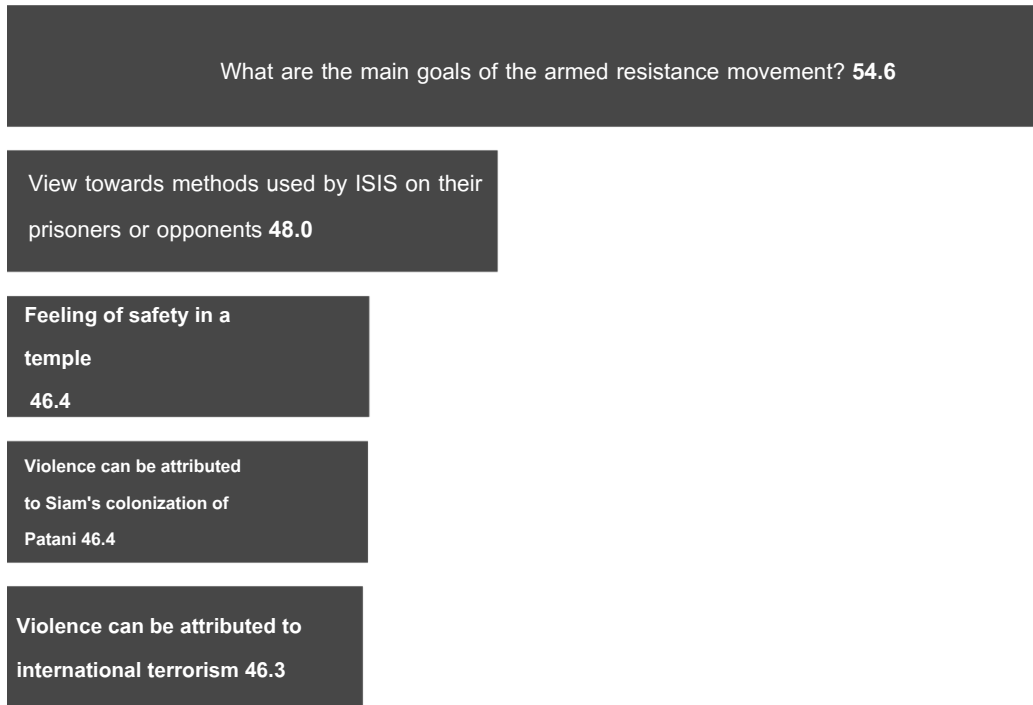 What are the main goals of the armed resistance movement? 54.6
View towards methods used by ISIS on their
prisoners or opponents 48.0
Feeling of safety in a
temple
46.4
Violence can be attributed
to Siam's colonization of
Patani 46.4
Violence can be attributed to
international terrorism 46.3